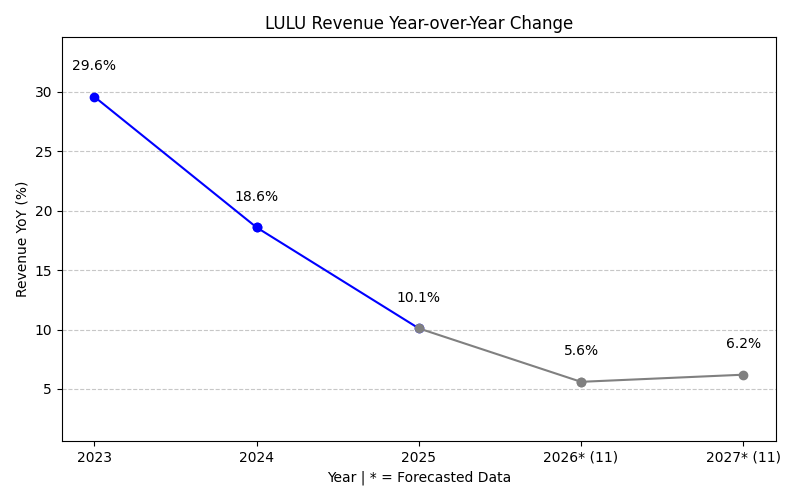 LULU Revenue Year-over-Year Change
29.6%
18.6%
10.1%
5.6%
6.2%
30
25
20
15
10
5
Revenue YoY (%)
2023 2024 2025 2026* (11) 2027* (11)
Year | * = Forecasted Data